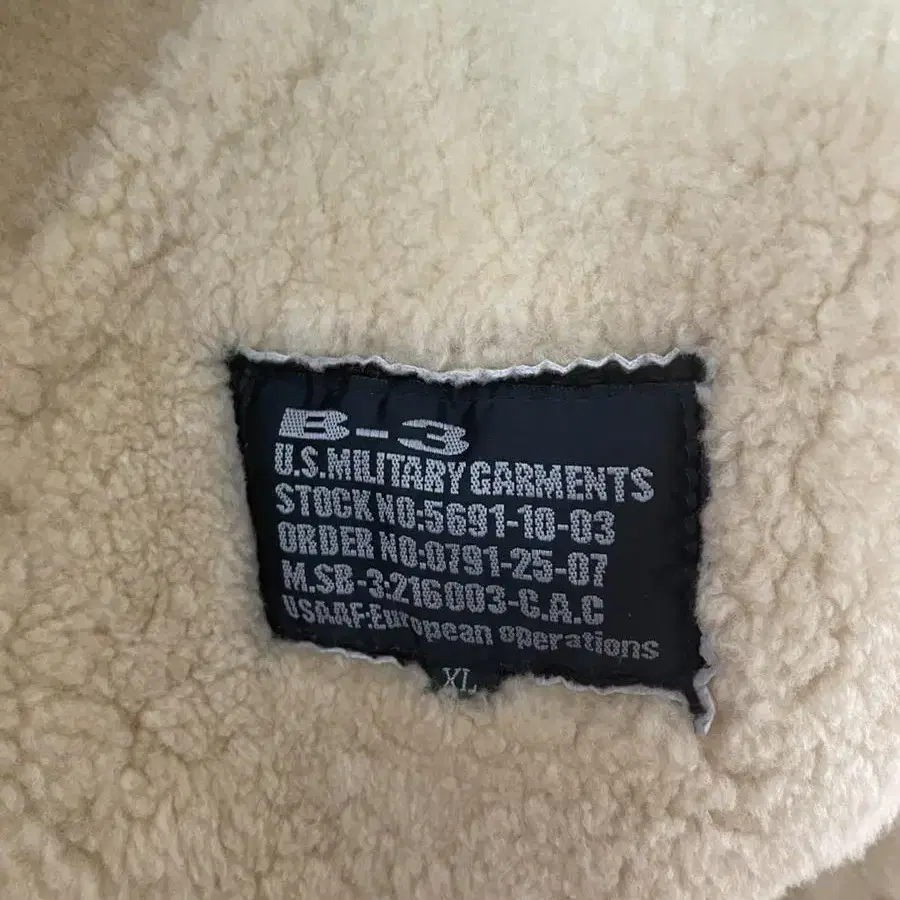 B-3
U.S.MILITARY GARMENTS
STOCK NO:5691-10-03
ORDER NO:0791-25-07
M.SB-3:216003-C.A.C
USAAF:European operations
XL